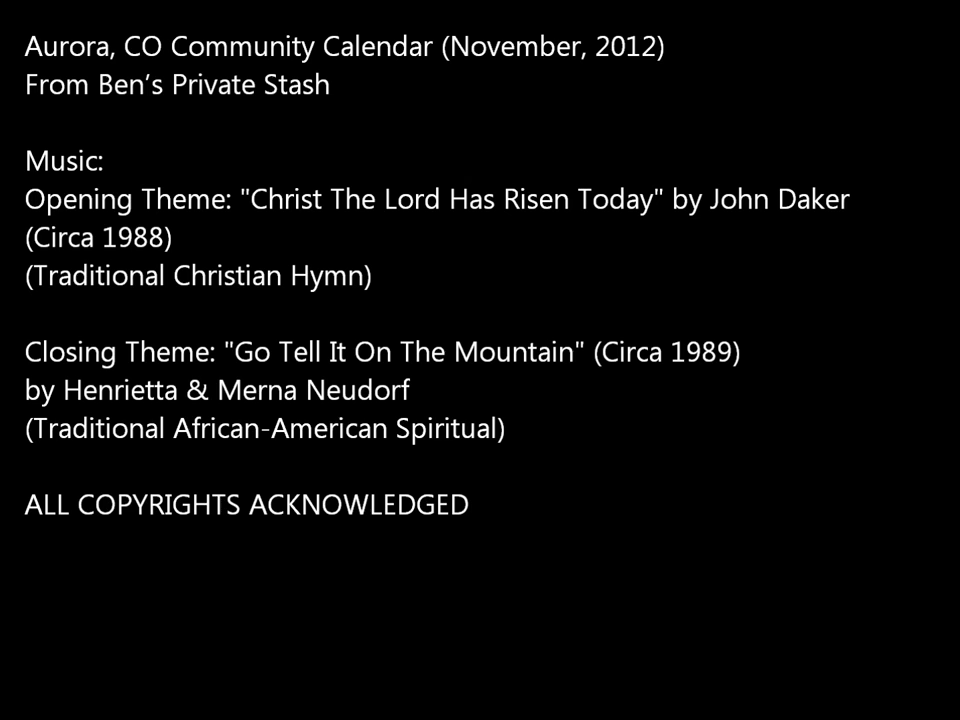 Aurora, CO Community Calendar (November, 2012)
From Ben's Private Stash
Music:
Opening Theme: "Christ The Lord Has Risen Today" by John Daker
(Circa 1988)
(Traditional Christian Hymn)
Closing Theme: "Go Tell It On The Mountain" (Circa 1989)
by Henrietta & Merna Neudorf
(Traditional African-American Spiritual)
ALL COPYRIGHTS ACKNOWLEDGED